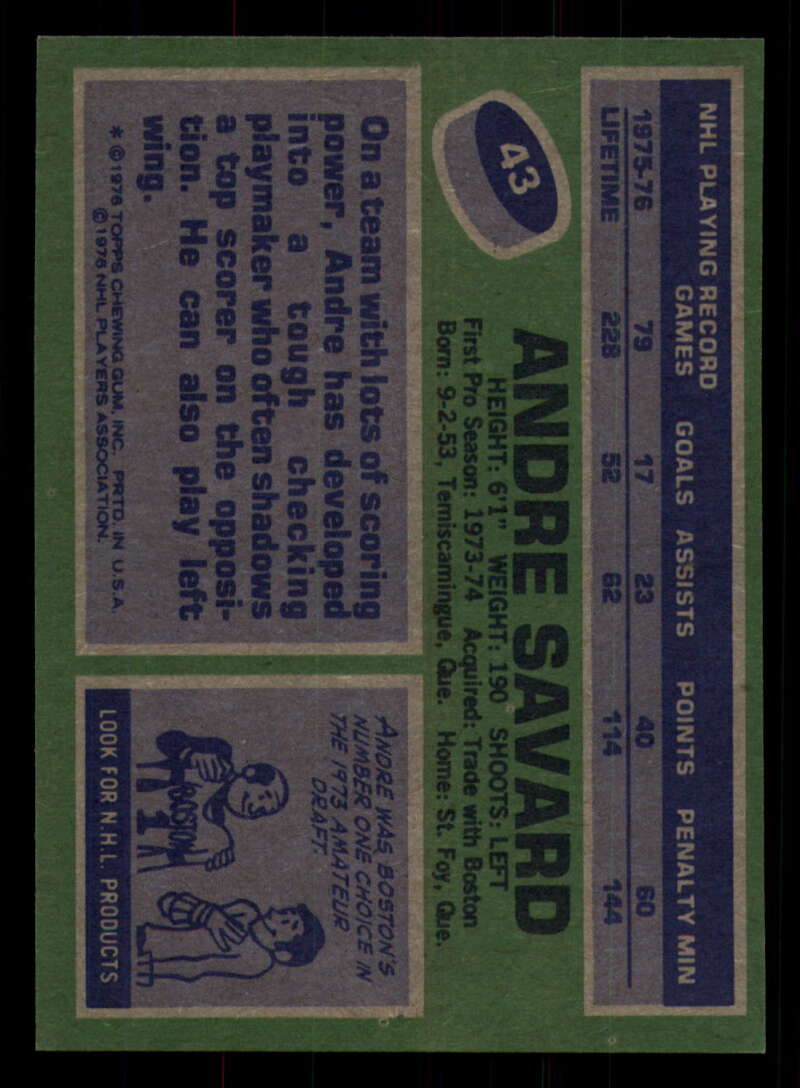 NHL PLAYING RECORD
GAMES GOALS ASSISTS POINTS PENALTY MIN
1975-76 79 17 23 40 60
LIFETIME 228 52 62 114 144
43
ANDRE SAVARD
HEIGHT: 6'1" WEIGHT: 190 SHOOTS: LEFT
First Pro Season: 1973-74 Acquired: Trade with Boston
Born: 9-2-53, Temiscamingue, Que. Home: St. Foy, Que.
On a team with lots of scoring
power, Andre has developed
into a tough checking
playmaker who often shadows
a top scorer on the opposi-
tion. He can also play left
wing.
* © 1976 TOPPS CHEWING GUM, INC. PRTD. IN U.S.A.
© 1976 NHL PLAYERS ASSOCIATION.
ANDRE WAS BOSTON'S
NUMBER ONE CHOICE IN
THE 1973 AMATEUR
DRAFT.
BOSTON
1
LOOK FOR N.H.L. PRODUCTS